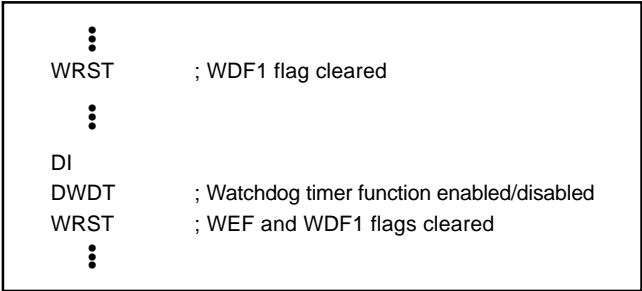 WRST ; WDF1 flag cleared
DI
DWDT ; Watchdog timer function enabled/disabled
WRST ; WEF and WDF1 flags cleared